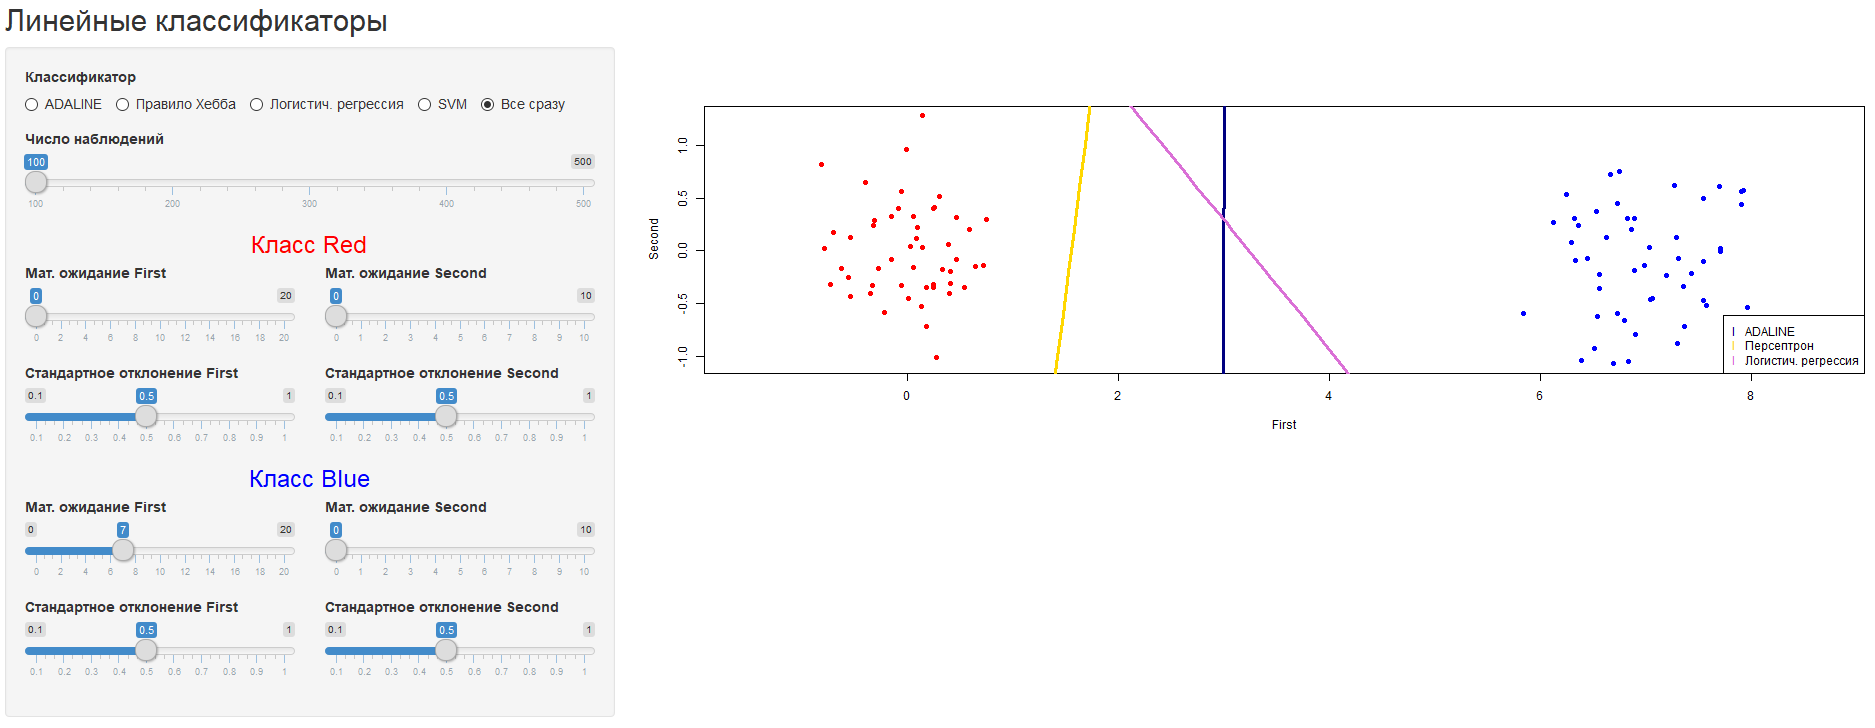 Линейные классификаторы
Классификатор
ADALINE Правило Хебба Логистич. регрессия SVM Все сразу
Число наблюдений
100 500
100 200 300 400 500
Класс Red
Мат. ожидание First Мат. ожидание Second
0 20 0 10
0 2 4 6 8 10 12 14 16 18 20 0 1 2 3 4 5 6 7 8 9 10
Стандартное отклонение First Стандартное отклонение Second
0.1 0.5 1 0.1 0.5 1
0.1 0.2 0.3 0.4 0.5 0.6 0.7 0.8 0.9 1 0.1 0.2 0.3 0.4 0.5 0.6 0.7 0.8 0.9 1
Класс Blue
Мат. ожидание First Мат. ожидание Second
0 7 20 0 10
0 2 4 6 8 10 12 14 16 18 20 0 1 2 3 4 5 6 7 8 9 10
Стандартное отклонение First Стандартное отклонение Second
0.1 0.5 1 0.1 0.5 1
0.1 0.2 0.3 0.4 0.5 0.6 0.7 0.8 0.9 1 0.1 0.2 0.3 0.4 0.5 0.6 0.7 0.8 0.9 1
Second
1.0
0.5
0.0
-0.5
-1.0
ADALINE
Персептрон
Логистич. регрессия
0 2 4 6 8
First